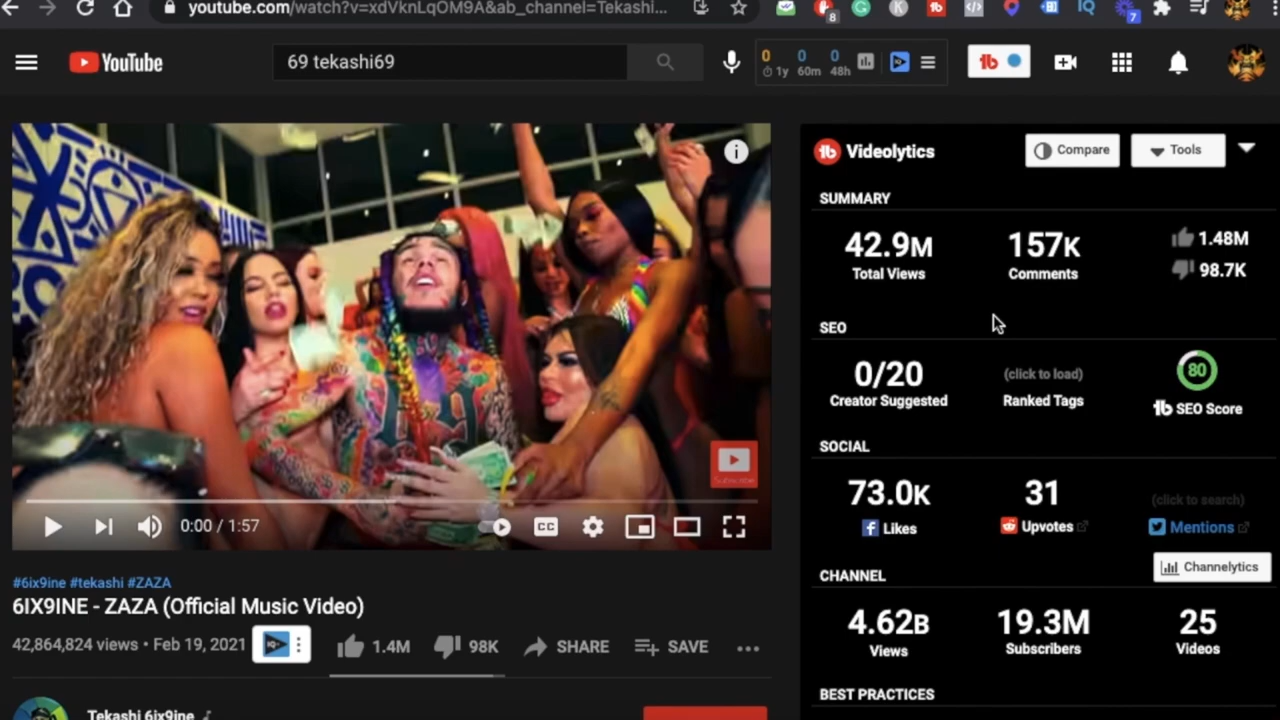 youtube.com/watch?v=xdVknLqOM9A&ab_channel=Tekashi...
8
7
YouTube
69 tekashi69
0 0 0
1y 60m 48h
Videolytics
Compare
Tools
SUMMARY
42.9M 157K 1.48M
Total Views Comments 98.7K
SEO
0/20 (click to load) 80
Creator Suggested Ranked Tags SEO Score
SOCIAL
73.0K 31 (click to search)
Likes Upvotes Mentions
CHANNEL Channelytics
4.62B 19.3M 25
Views Subscribers Videos
BEST PRACTICES
Subscribe
0:00 / 1:57
CC
#6ix9ine #tekashi #ZAZA
6IX9INE - ZAZA (Official Music Video)
42,864,824 views • Feb 19, 2021 1.4M 98K SHARE SAVE
Tekashi 6ix9ine